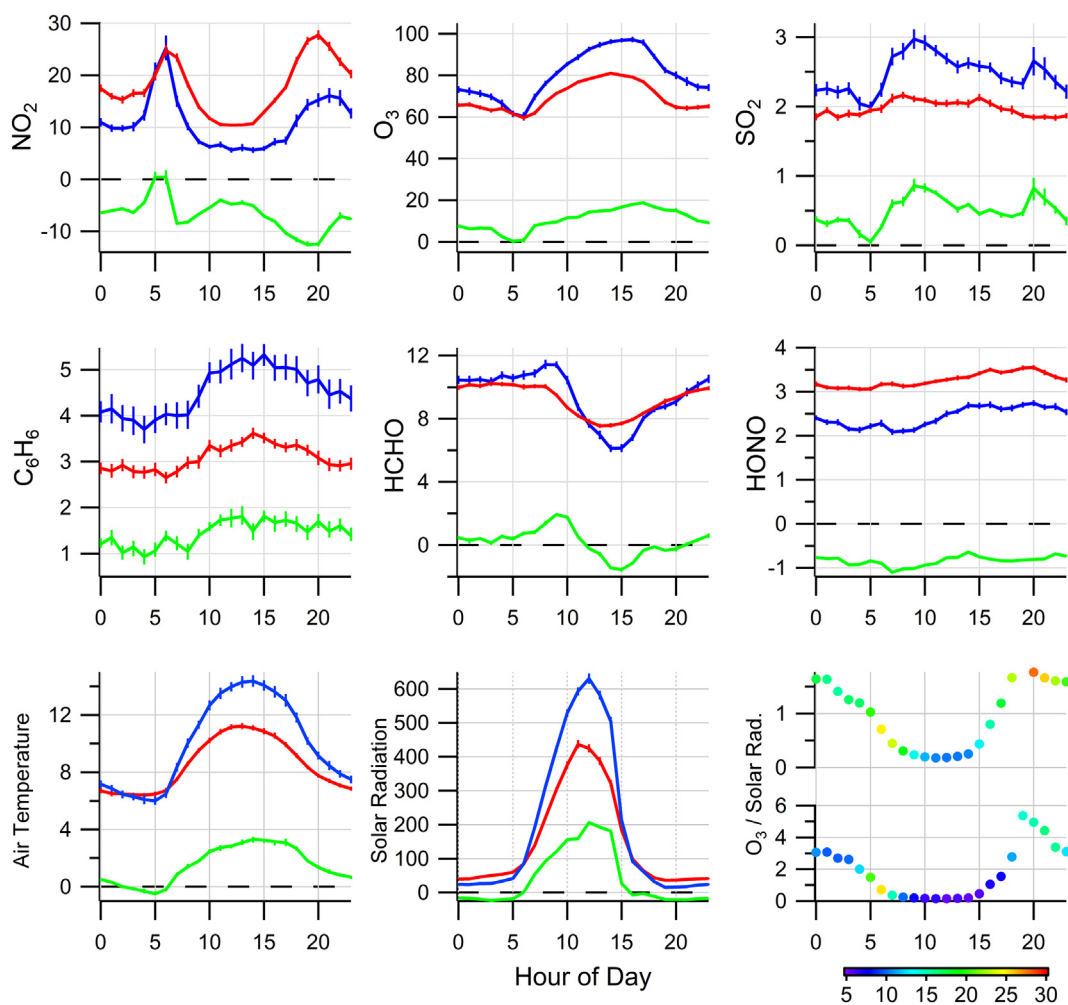 NO2
30
20
10
0
-10
0 5 10 15 20
O3
100
80
60
40
20
0
0 5 10 15 20
SO2
3
2
1
0
0 5 10 15 20
C6H6
5
4
3
2
1
0 5 10 15 20
HCHO
12
8
4
0
0 5 10 15 20
HONO
4
3
2
1
0
-1
0 5 10 15 20
Air Temperature
12
8
4
0
0 5 10 15 20
Solar Radiation
600
500
400
300
200
100
0
0 5 10 15 20
O3 / Solar Rad.
1
0
6
4
2
0
0 5 10 15 20
Hour of Day
5 10 15 20 25 30